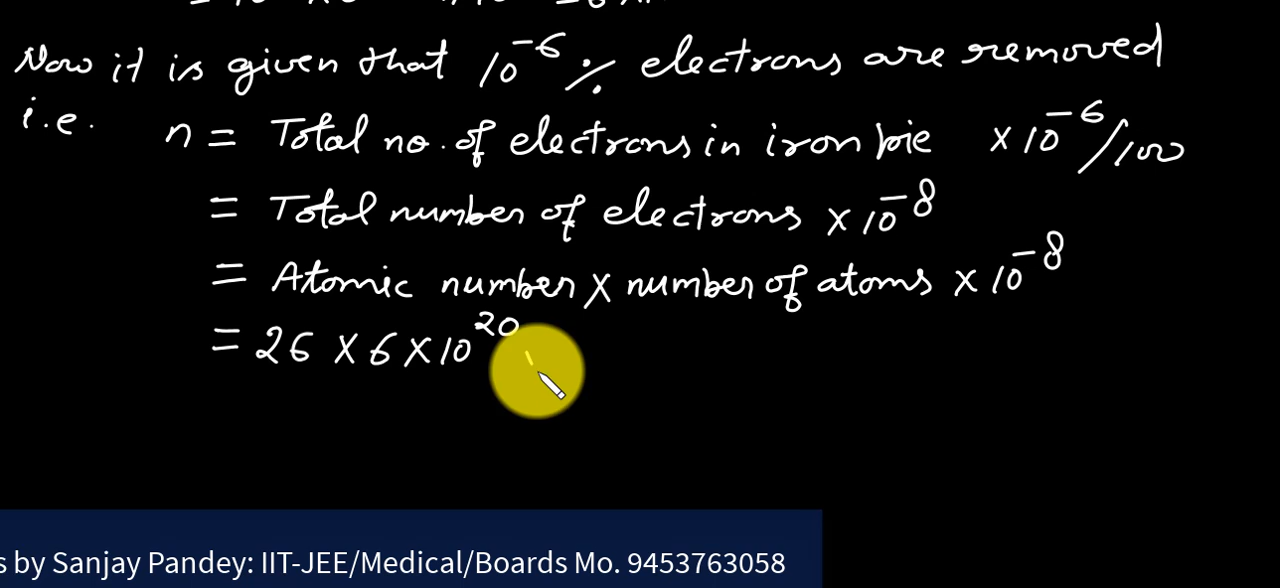 Now it is given that 10⁻⁶ % electrons are removed
i.e. n = Total no. of electrons in iron pie × 10⁻⁶/100
= Total number of electrons × 10⁻⁸
= Atomic number × number of atoms × 10⁻⁸
= 26 × 6 × 10²⁰
s by Sanjay Pandey: IIT-JEE/Medical/Boards Mo. 9453763058